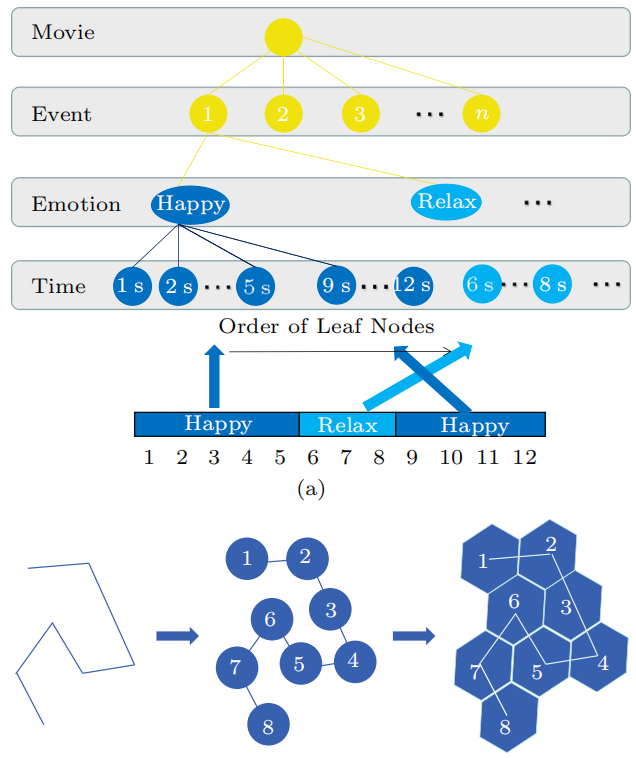 Movie
Event 1 2 3 ··· n
Emotion Happy Relax ···
Time 1 s 2 s ··· 5 s 9 s ··· 12 s 6 s ··· 8 s ···
Order of Leaf Nodes
Happy Relax Happy
1 2 3 4 5 6 7 8 9 10 11 12
(a)
1 2 3 4 5 6 7 8
1 2 3 4 5 6 7 8